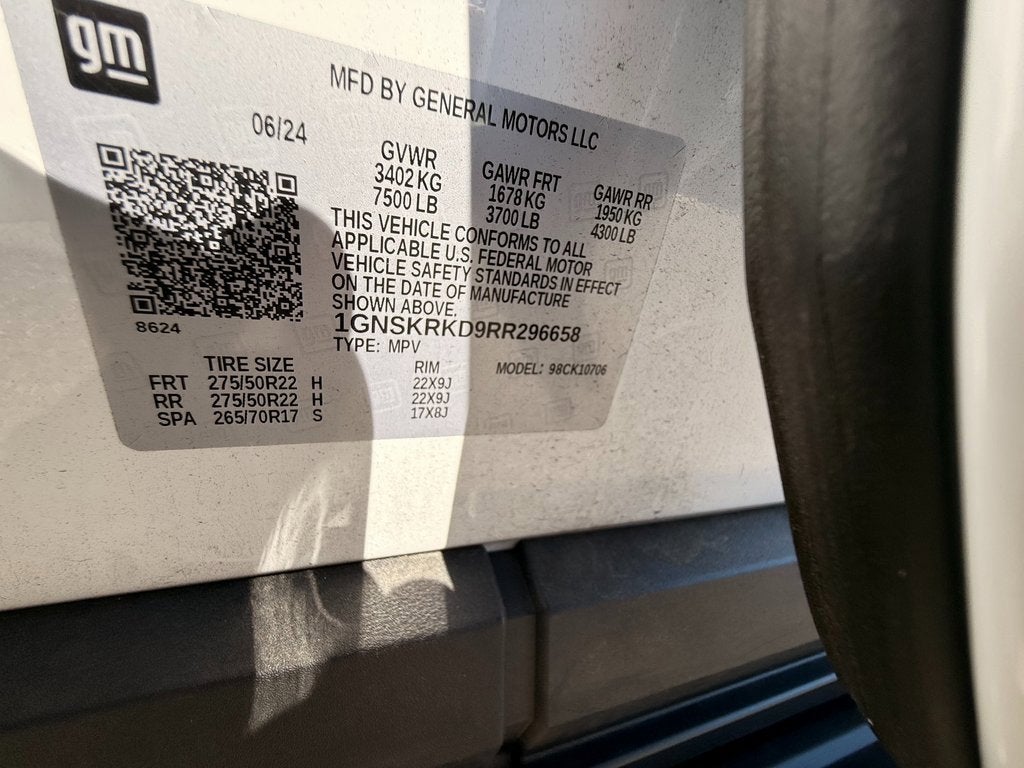 gm
MFD BY GENERAL MOTORS LLC
06/24
GVWR
3402 KG
7500 LB
GAWR FRT
1678 KG
3700 LB
GAWR RR
1950 KG
4300 LB
THIS VEHICLE CONFORMS TO ALL
APPLICABLE U.S. FEDERAL MOTOR
VEHICLE SAFETY STANDARDS IN EFFECT
ON THE DATE OF MANUFACTURE
SHOWN ABOVE.
1GNSKRKD9RR296658
TYPE: MPV
MODEL: 98CK10706
8624
TIRE SIZE RIM
FRT 275/50R22 H 22X9J
RR 275/50R22 H 22X9J
SPA 265/70R17 S 17X8J